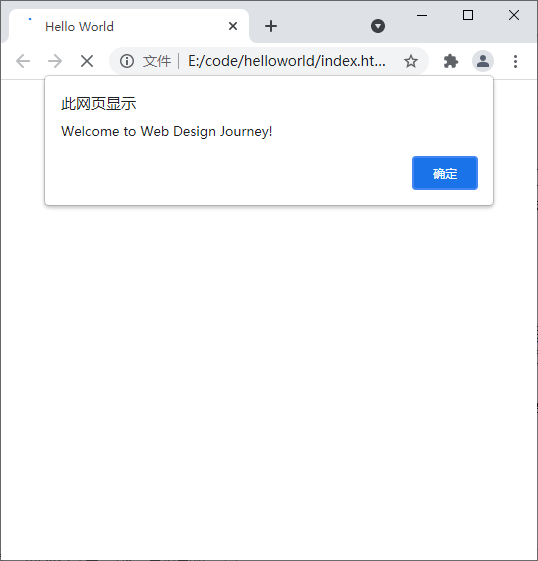 Hello World
文件
E:/code/helloworld/index.ht...
此网页显示
Welcome to Web Design Journey!
确定